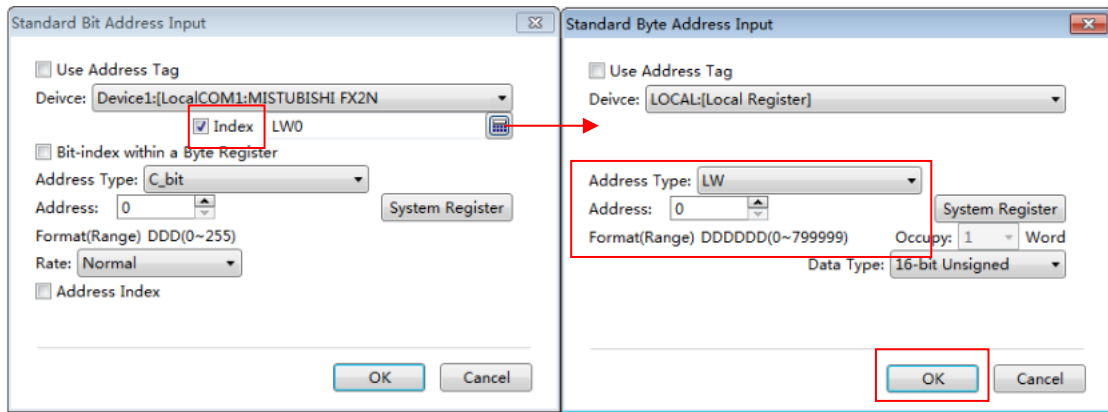 Standard Bit Address Input
Use Address Tag
Deivce: Device1:[LocalCOM1:MISTUBISHI FX2N
Index LW0
Bit-index within a Byte Register
Address Type: C_bit
Address: 0 System Register
Format(Range) DDD(0~255)
Rate: Normal
Address Index
OK Cancel
Standard Byte Address Input
Use Address Tag
Deivce: LOCAL:[Local Register]
Address Type: LW
Address: 0 System Register
Format(Range) DDDDDD(0~799999) Occupy: 1 Word
Data Type: 16-bit Unsigned
OK Cancel